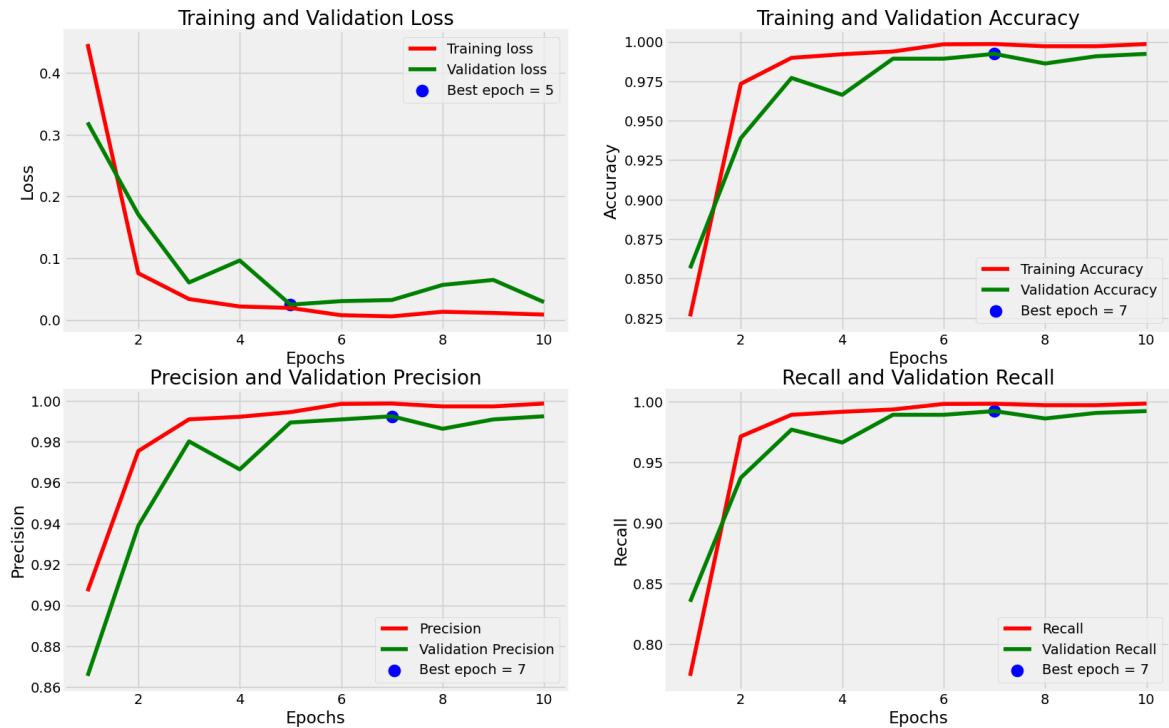 Training and Validation Loss
Loss
0.4
0.3
0.2
0.1
0.0
Training loss
Validation loss
Best epoch = 5
2 4 6 8 10
Epochs
Training and Validation Accuracy
Accuracy
1.000
0.975
0.950
0.925
0.900
0.875
0.850
0.825
Training Accuracy
Validation Accuracy
Best epoch = 7
2 4 6 8 10
Epochs
Precision and Validation Precision
Precision
1.00
0.98
0.96
0.94
0.92
0.90
0.88
0.86
Precision
Validation Precision
Best epoch = 7
2 4 6 8 10
Epochs
Recall and Validation Recall
Recall
1.00
0.95
0.90
0.85
0.80
Recall
Validation Recall
Best epoch = 7
2 4 6 8 10
Epochs